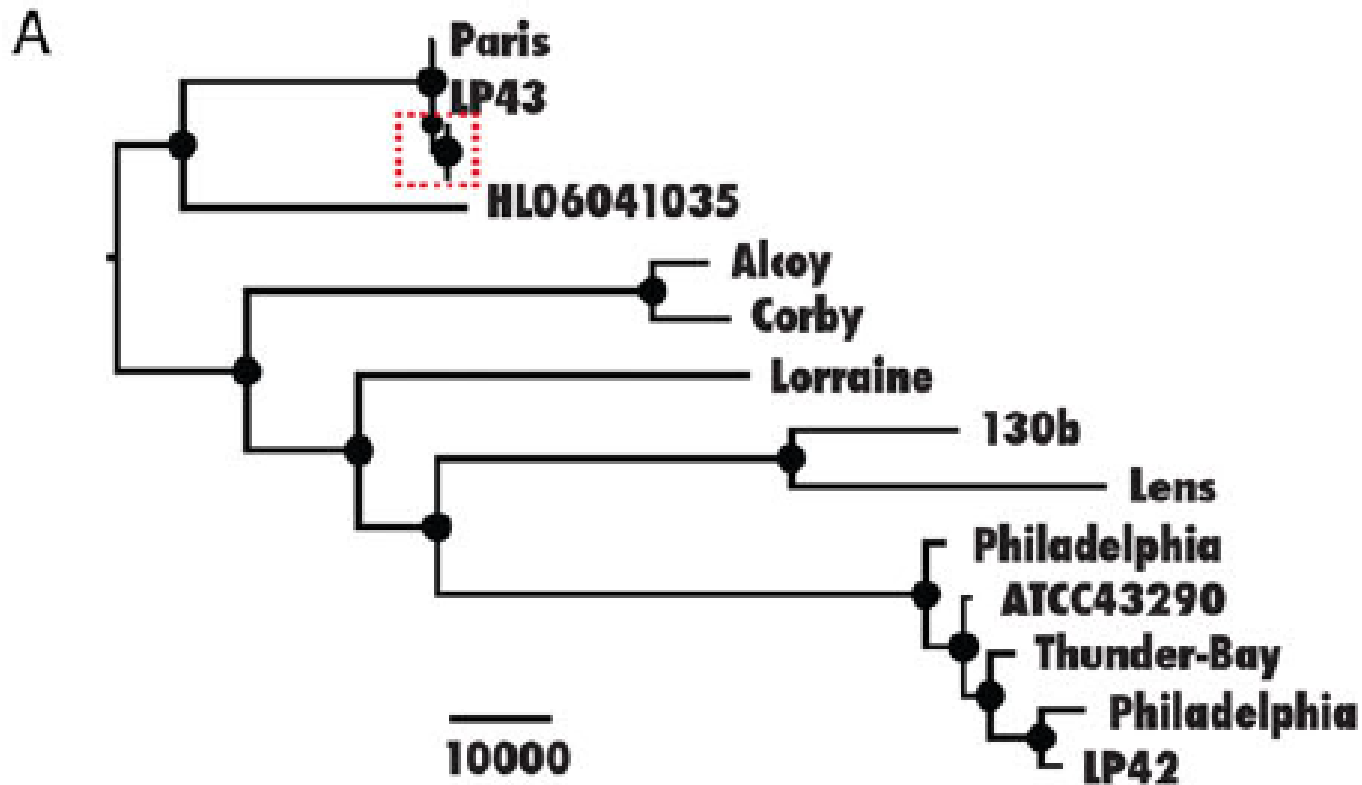 A
Paris
LP43
HL06041035
Alcoy
Corby
Lorraine
130b
Lens
Philadelphia
ATCC43290
Thunder-Bay
Philadelphia
LP42
10000